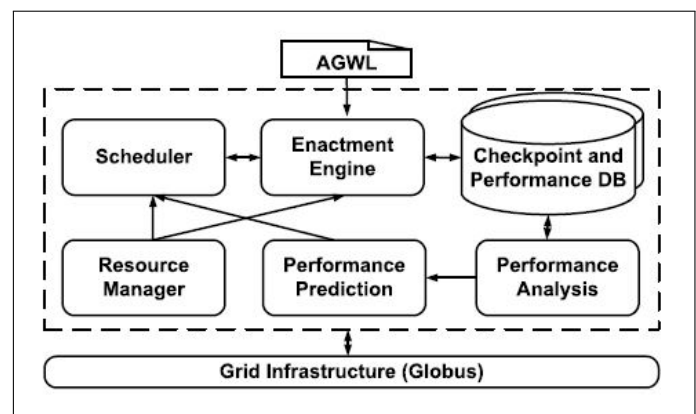 AGWL
Scheduler
Enactment
Engine
Checkpoint and
Performance DB
Resource
Manager
Performance
Prediction
Performance
Analysis
Grid Infrastructure (Globus)